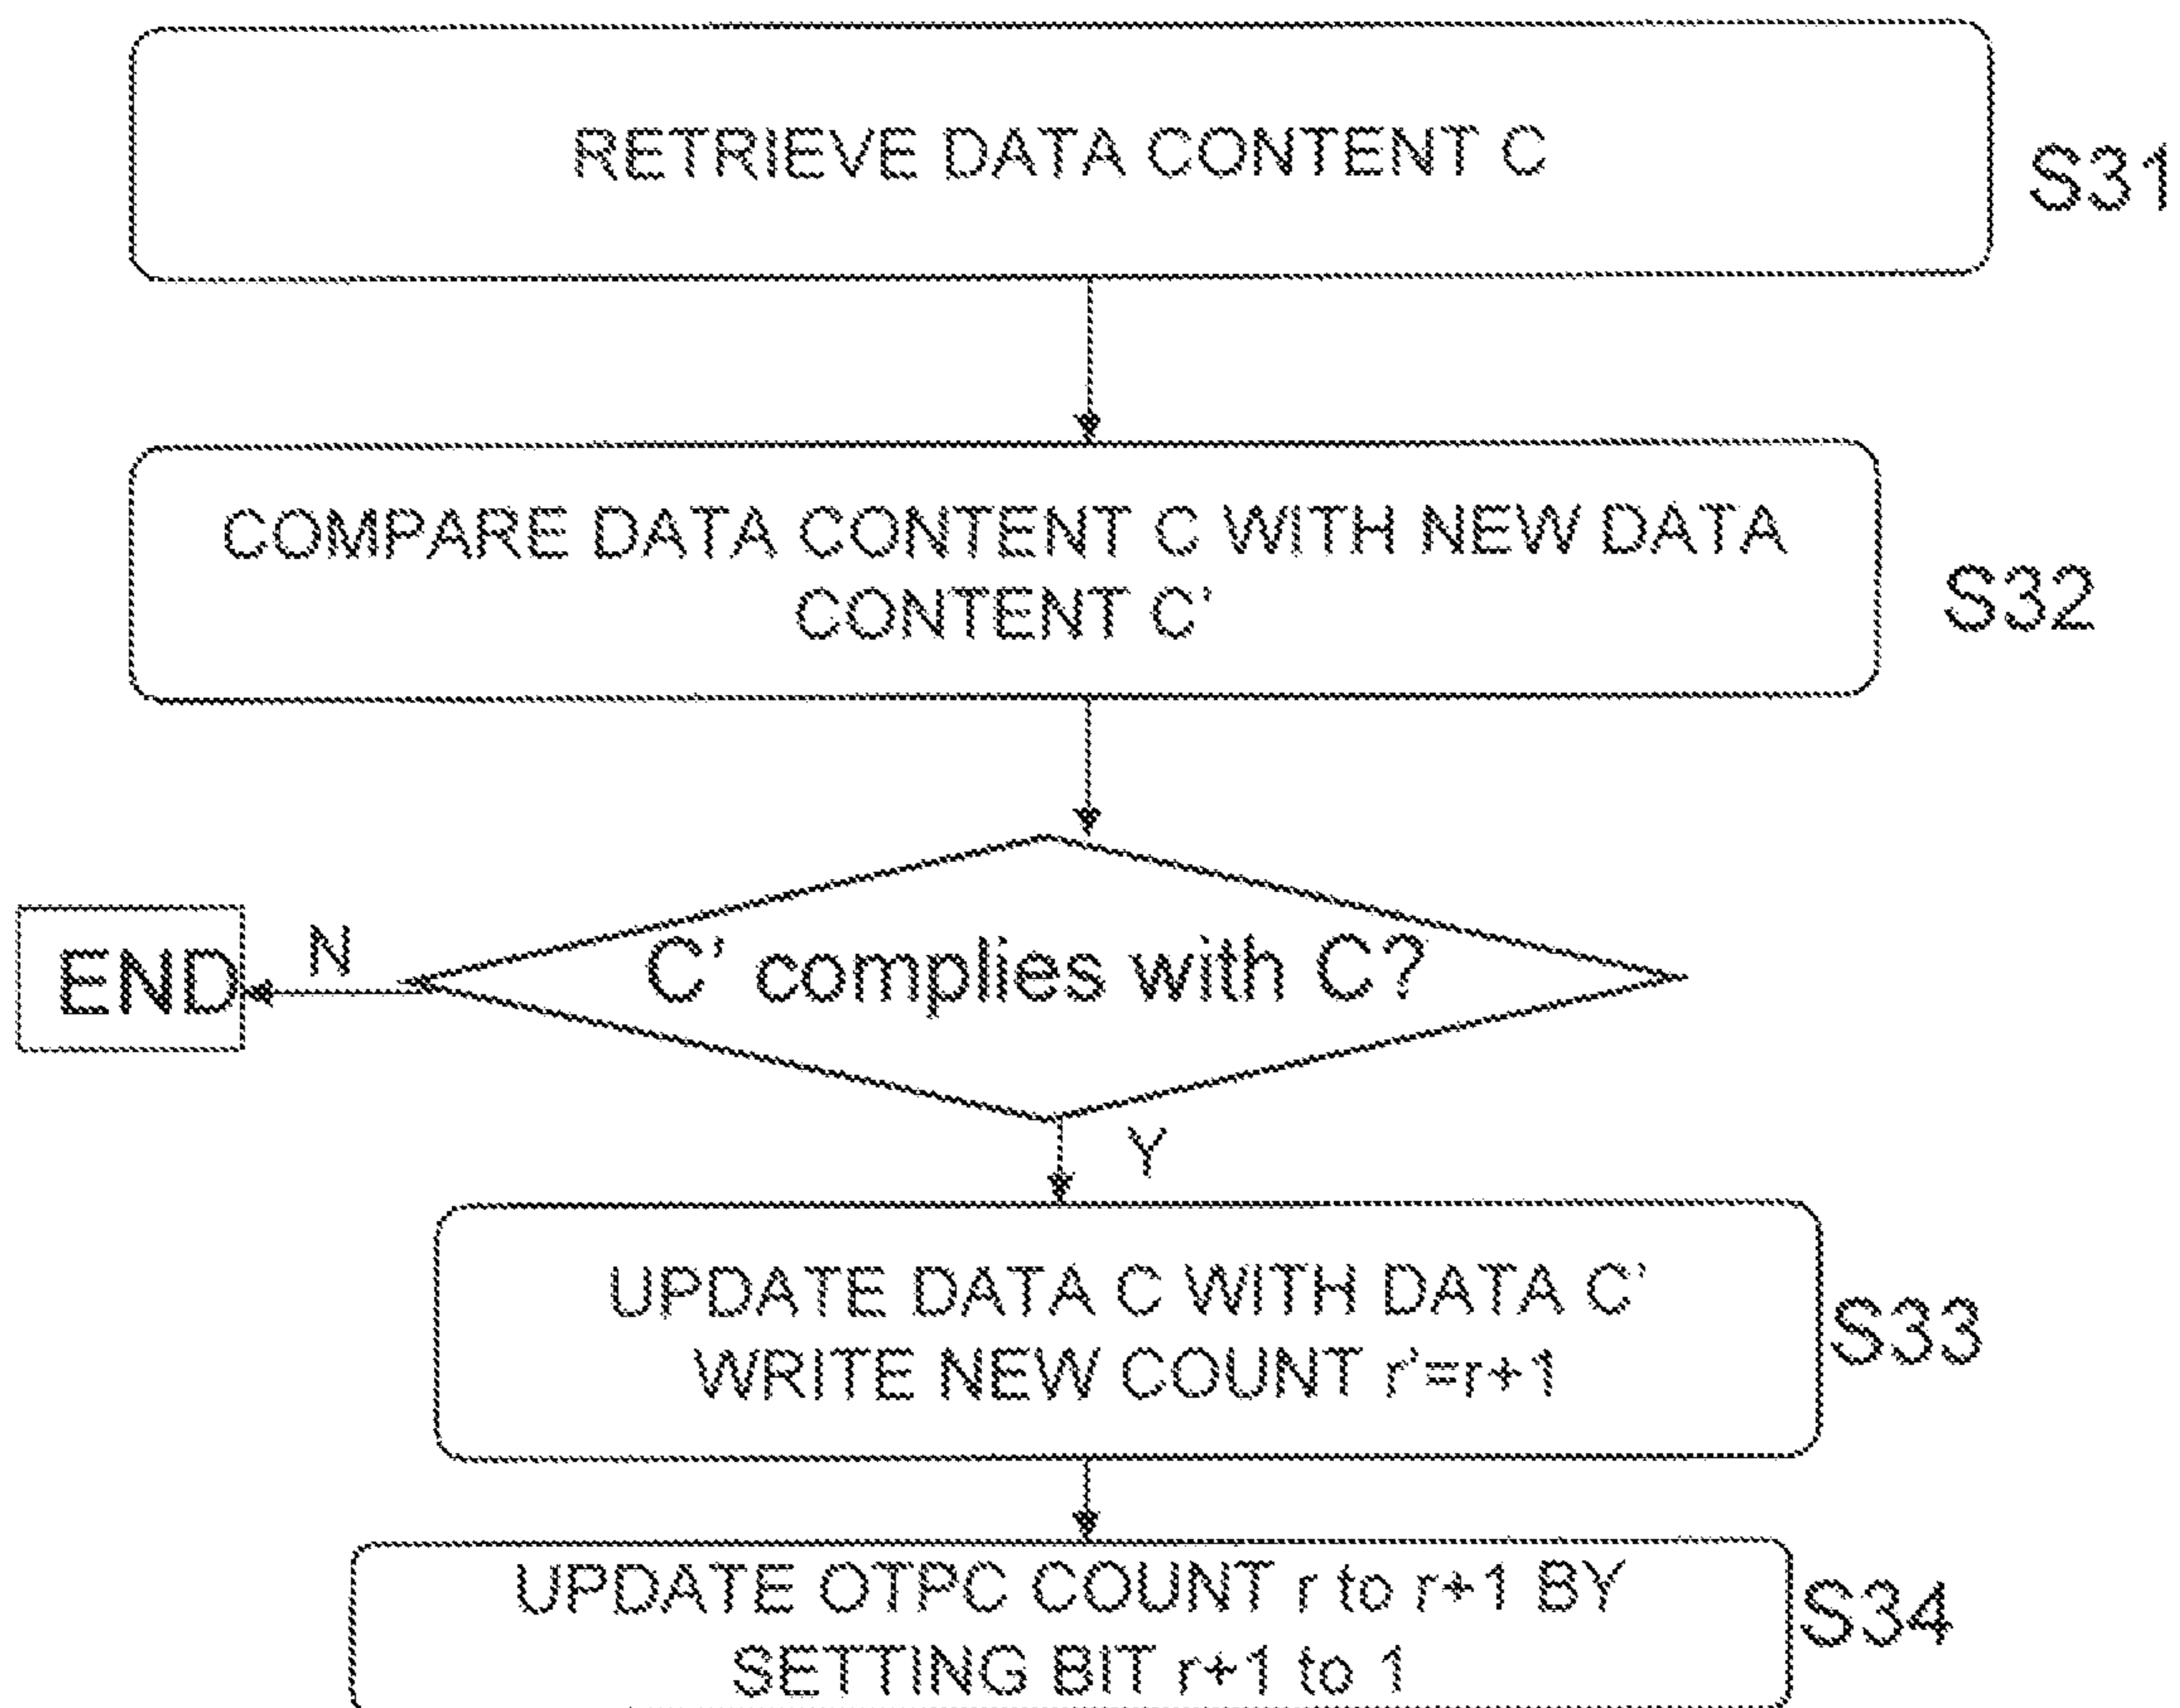 RETRIEVE DATA CONTENT C
S31
COMPARE DATA CONTENT C WITH NEW DATA
CONTENT C'
S32
C' complies with C?
N
END
Y
UPDATE DATA C WITH DATA C'
WRITE NEW COUNT r'=r+1
S33
UPDATE OTPC COUNT r to r+1 BY
SETTING BIT r+1 to 1
S34